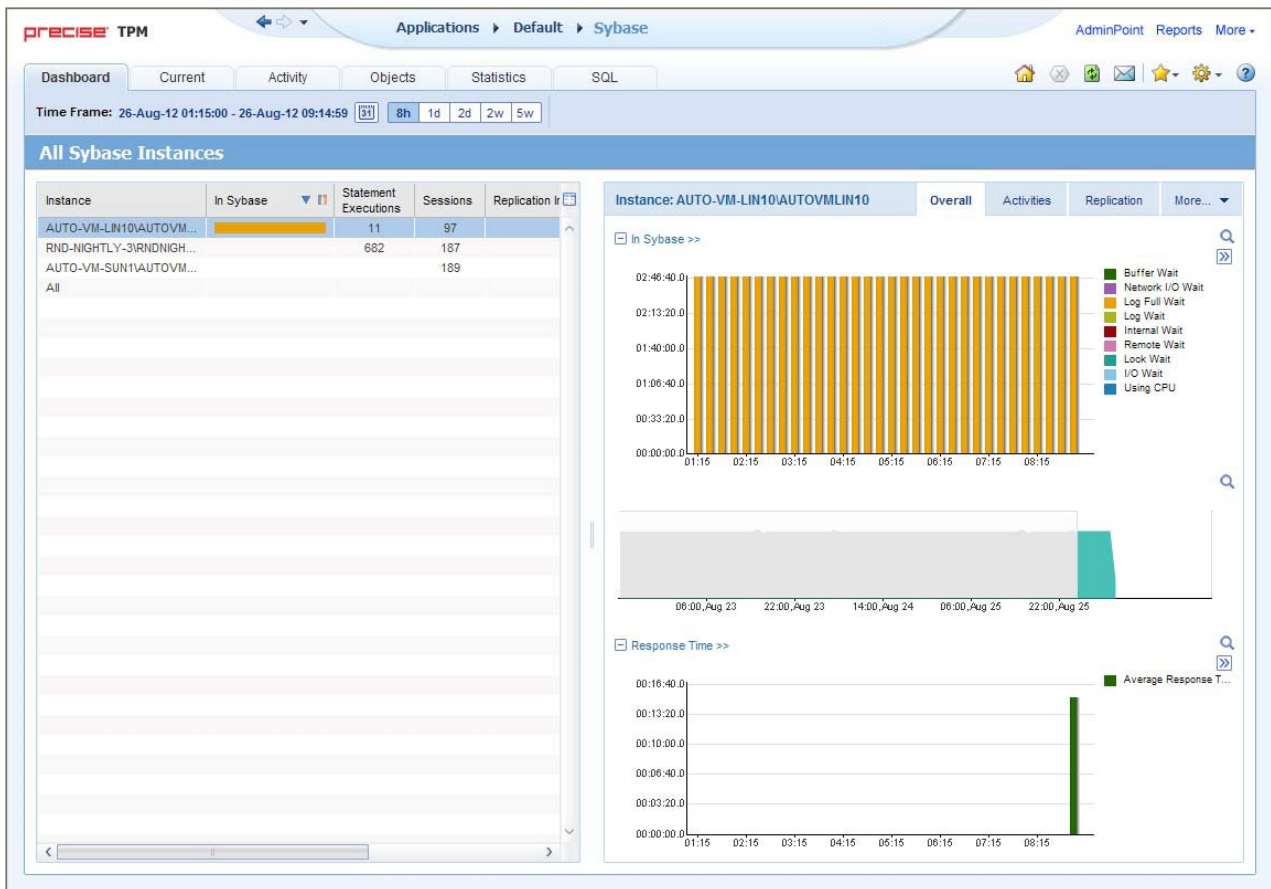 precise TPM
Applications Default Sybase
AdminPoint Reports More
Dashboard Current Activity Objects Statistics SQL
Time Frame: 26-Aug-12 01:15:00 - 26-Aug-12 09:14:59 31 8h 1d 2d 2w 5w
All Sybase Instances
Instance In Sybase Statement Executions Sessions Replication Ir
AUTO-VM-LIN10\AUTOVM... 11 97
RND-NIGHTLY-3\RNDNIGH... 682 187
AUTO-VM-SUN1\AUTOVM... 189
All
Instance: AUTO-VM-LIN10\AUTOVMLIN10 Overall Activities Replication More...
In Sybase >>
02:46:40.0
02:13:20.0
01:40:00.0
01:06:40.0
00:33:20.0
00:00:00.0
01:15 02:15 03:15 04:15 05:15 06:15 07:15 08:15
Buffer Wait
Network I/O Wait
Log Full Wait
Log Wait
Internal Wait
Remote Wait
Lock Wait
I/O Wait
Using CPU
06:00,Aug 23 22:00,Aug 23 14:00,Aug 24 06:00,Aug 25 22:00,Aug 25
Response Time >>
00:16:40.0
00:13:20.0
00:10:00.0
00:06:40.0
00:03:20.0
00:00:00.0
01:15 02:15 03:15 04:15 05:15 06:15 07:15 08:15
Average Response T...